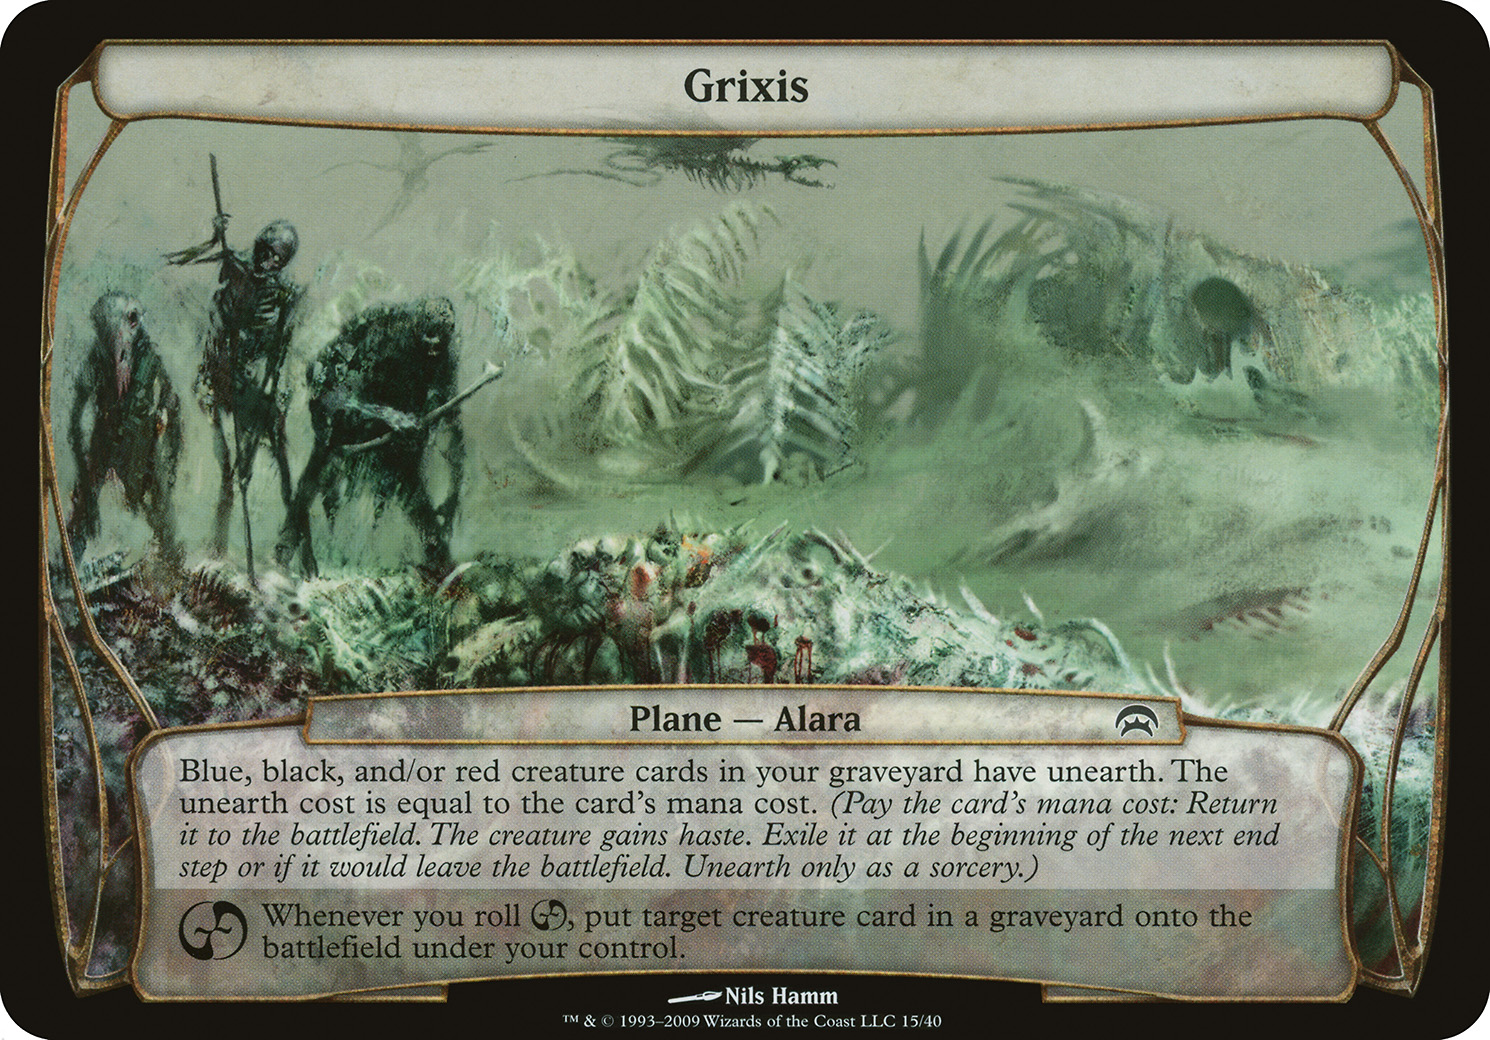 Grixis
Plane — Alara
Blue, black, and/or red creature cards in your graveyard have unearth. The
unearth cost is equal to the card's mana cost. (Pay the card's mana cost: Return
it to the battlefield. The creature gains haste. Exile it at the beginning of the next end
step or if it would leave the battlefield. Unearth only as a sorcery.)
Whenever you roll , put target creature card in a graveyard onto the
battlefield under your control.
Nils Hamm
™ & © 1993–2009 Wizards of the Coast LLC 15/40